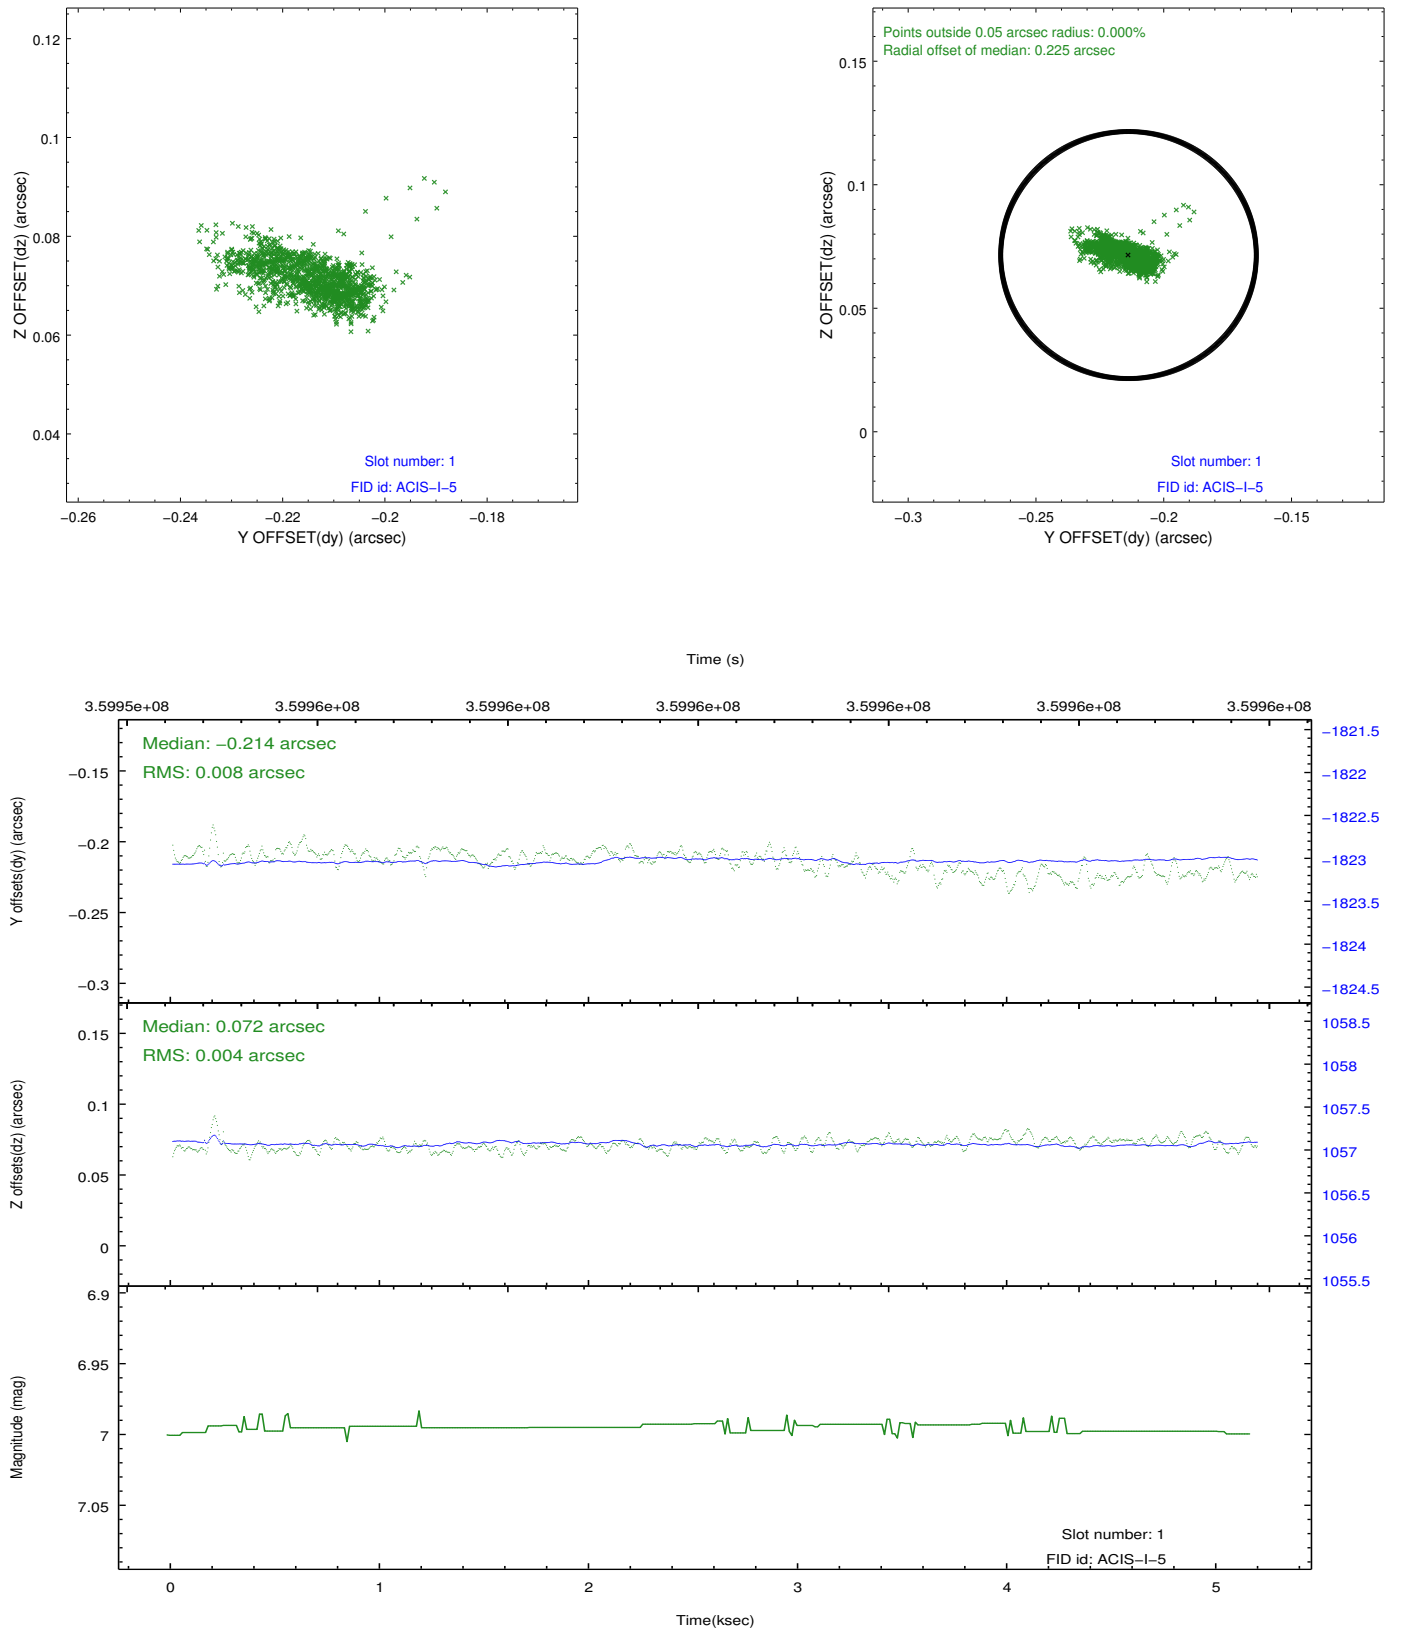 0.12
0.1
0.08
0.06
0.04
Z OFFSET(dz) (arcsec)
Slot number: 1
FID id: ACIS−I−5
−0.26 −0.24 −0.22 −0.2 −0.18
Y OFFSET(dy) (arcsec)
Points outside 0.05 arcsec radius: 0.000%
Radial offset of median: 0.225 arcsec
0.15
0.1
0.05
0
Z OFFSET(dz) (arcsec)
Slot number: 1
FID id: ACIS−I−5
−0.3 −0.25 −0.2 −0.15
Y OFFSET(dy) (arcsec)
Time (s)
3.5995e+08 3.5996e+08 3.5996e+08 3.5996e+08 3.5996e+08 3.5996e+08 3.5996e+08
Median: −0.214 arcsec
RMS: 0.008 arcsec
−0.15
−0.2
−0.25
−0.3
Y offsets(dy) (arcsec)
−1821.5
−1822
−1822.5
−1823
−1823.5
−1824
−1824.5
Median: 0.072 arcsec
RMS: 0.004 arcsec
0.15
0.1
0.05
0
Z offsets(dz) (arcsec)
1058.5
1058
1057.5
1057
1056.5
1056
1055.5
6.9
6.95
7
7.05
Magnitude (mag)
Slot number: 1
FID id: ACIS−I−5
0 1 2 3 4 5
Time(ksec)